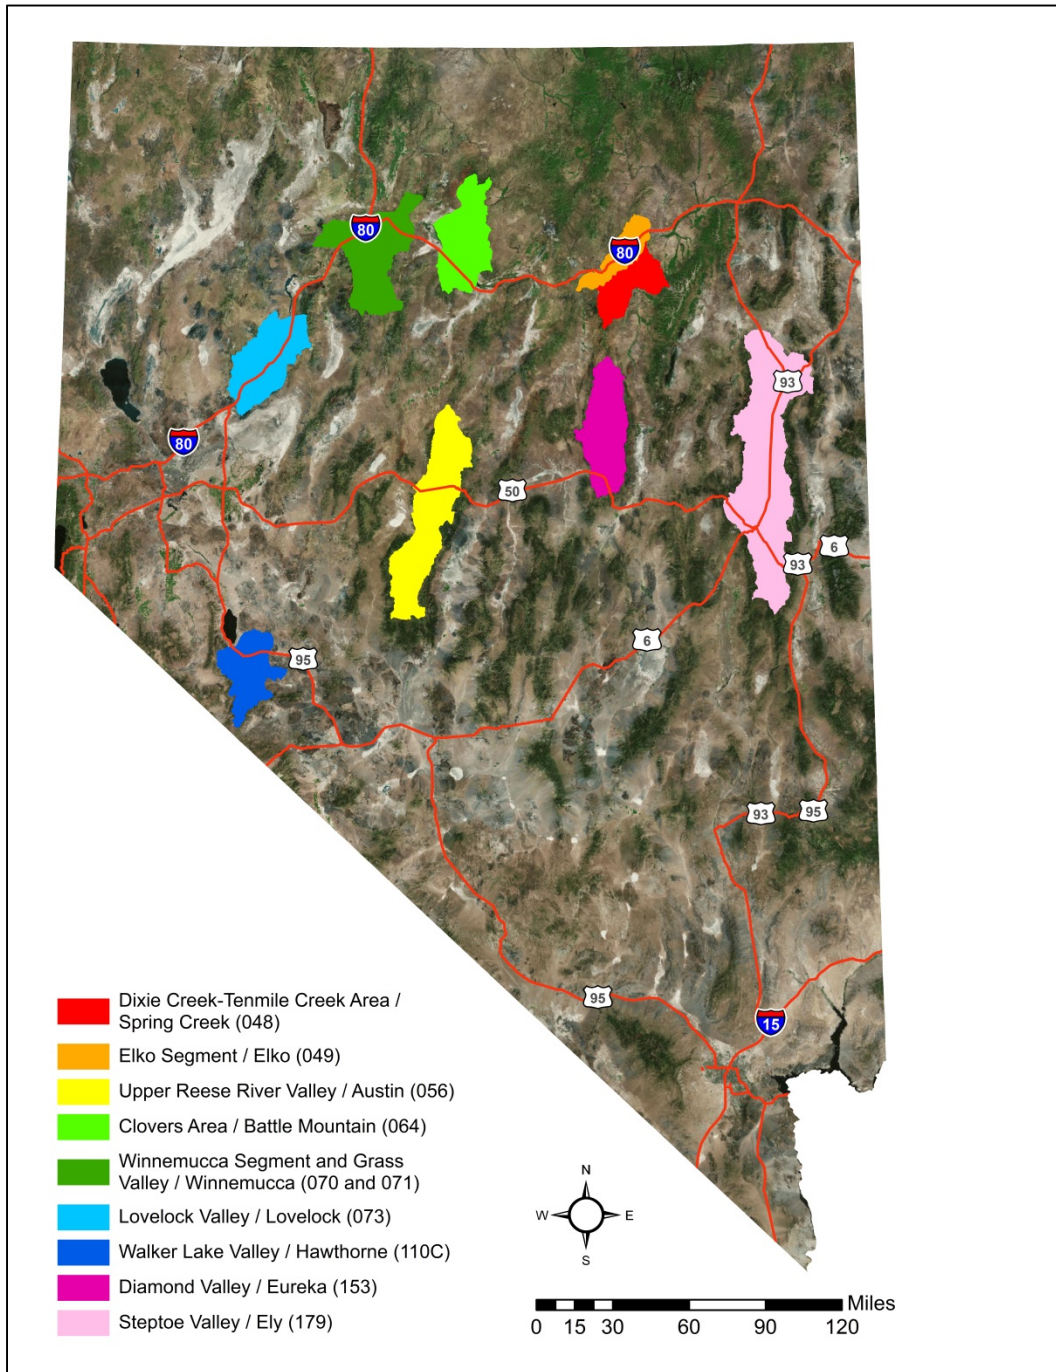 80
80
93
80
50
6
93
6
95
93
95
95
15
Dixie Creek-Tenmile Creek Area /
Spring Creek (048)
Elko Segment / Elko (049)
Upper Reese River Valley / Austin (056)
Clovers Area / Battle Mountain (064)
Winnemucca Segment and Grass
Valley / Winnemucca (070 and 071)
Lovelock Valley / Lovelock (073)
Walker Lake Valley / Hawthorne (110C)
Diamond Valley / Eureka (153)
Steptoe Valley / Ely (179)
N
W E
S
Miles
0 15 30 60 90 120